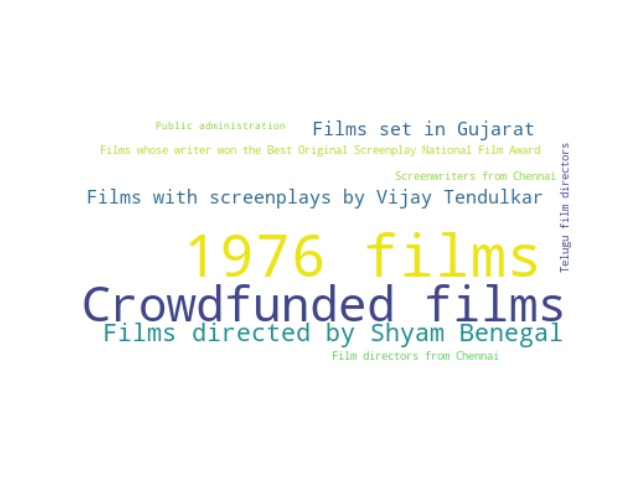 Public administration
Films set in Gujarat
Films whose writer won the Best Original Screenplay National Film Award
Screenwriters from Chennai
Telugu film directors
Films with screenplays by Vijay Tendulkar
1976 films
Crowdfunded films
Films directed by Shyam Benegal
Film directors from Chennai